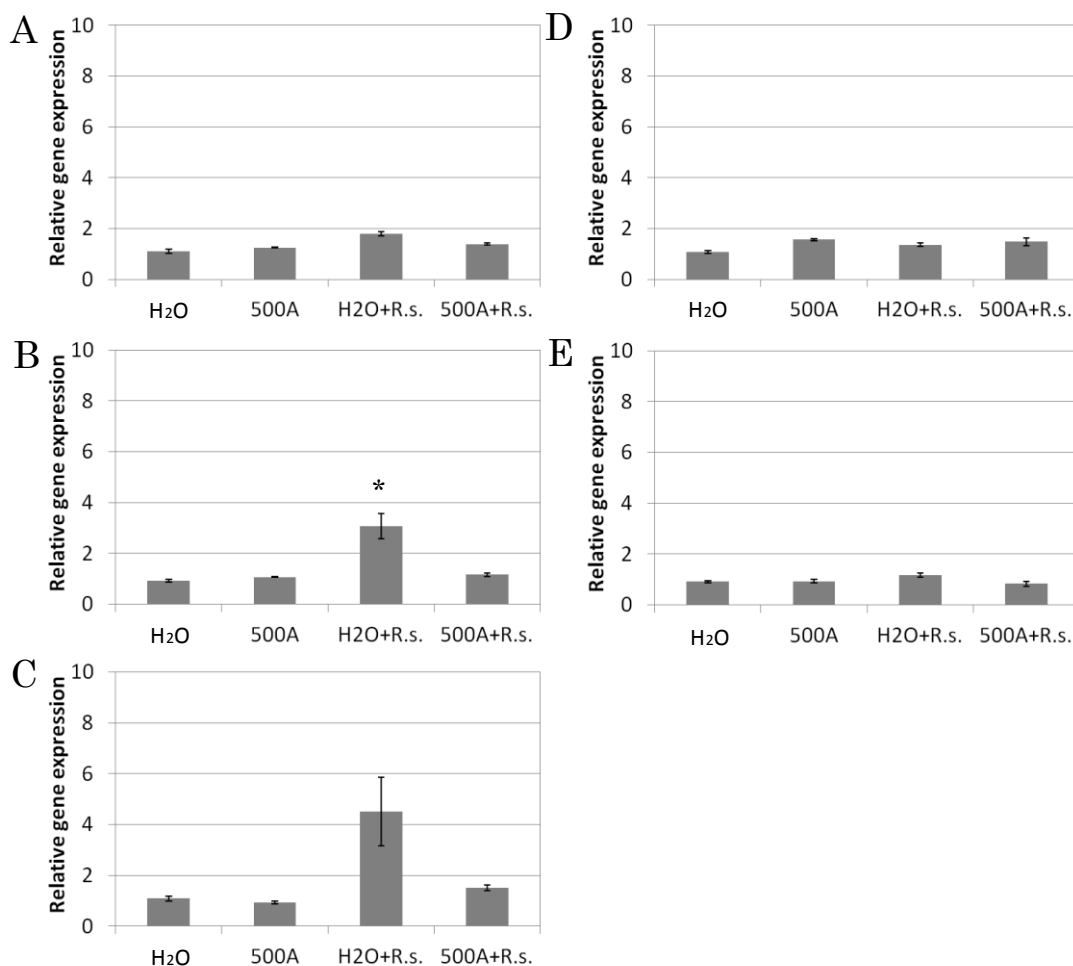 A
Relative gene expression
10
8
6
4
2
0
H₂O 500A H2O+R.s. 500A+R.s.
D
Relative gene expression
10
8
6
4
2
0
H₂O 500A H2O+R.s. 500A+R.s.
B
Relative gene expression
10
8
6
4
2
0
*
H₂O 500A H2O+R.s. 500A+R.s.
E
Relative gene expression
10
8
6
4
2
0
H₂O 500A H2O+R.s. 500A+R.s.
C
Relative gene expression
10
8
6
4
2
0
H₂O 500A H2O+R.s. 500A+R.s.